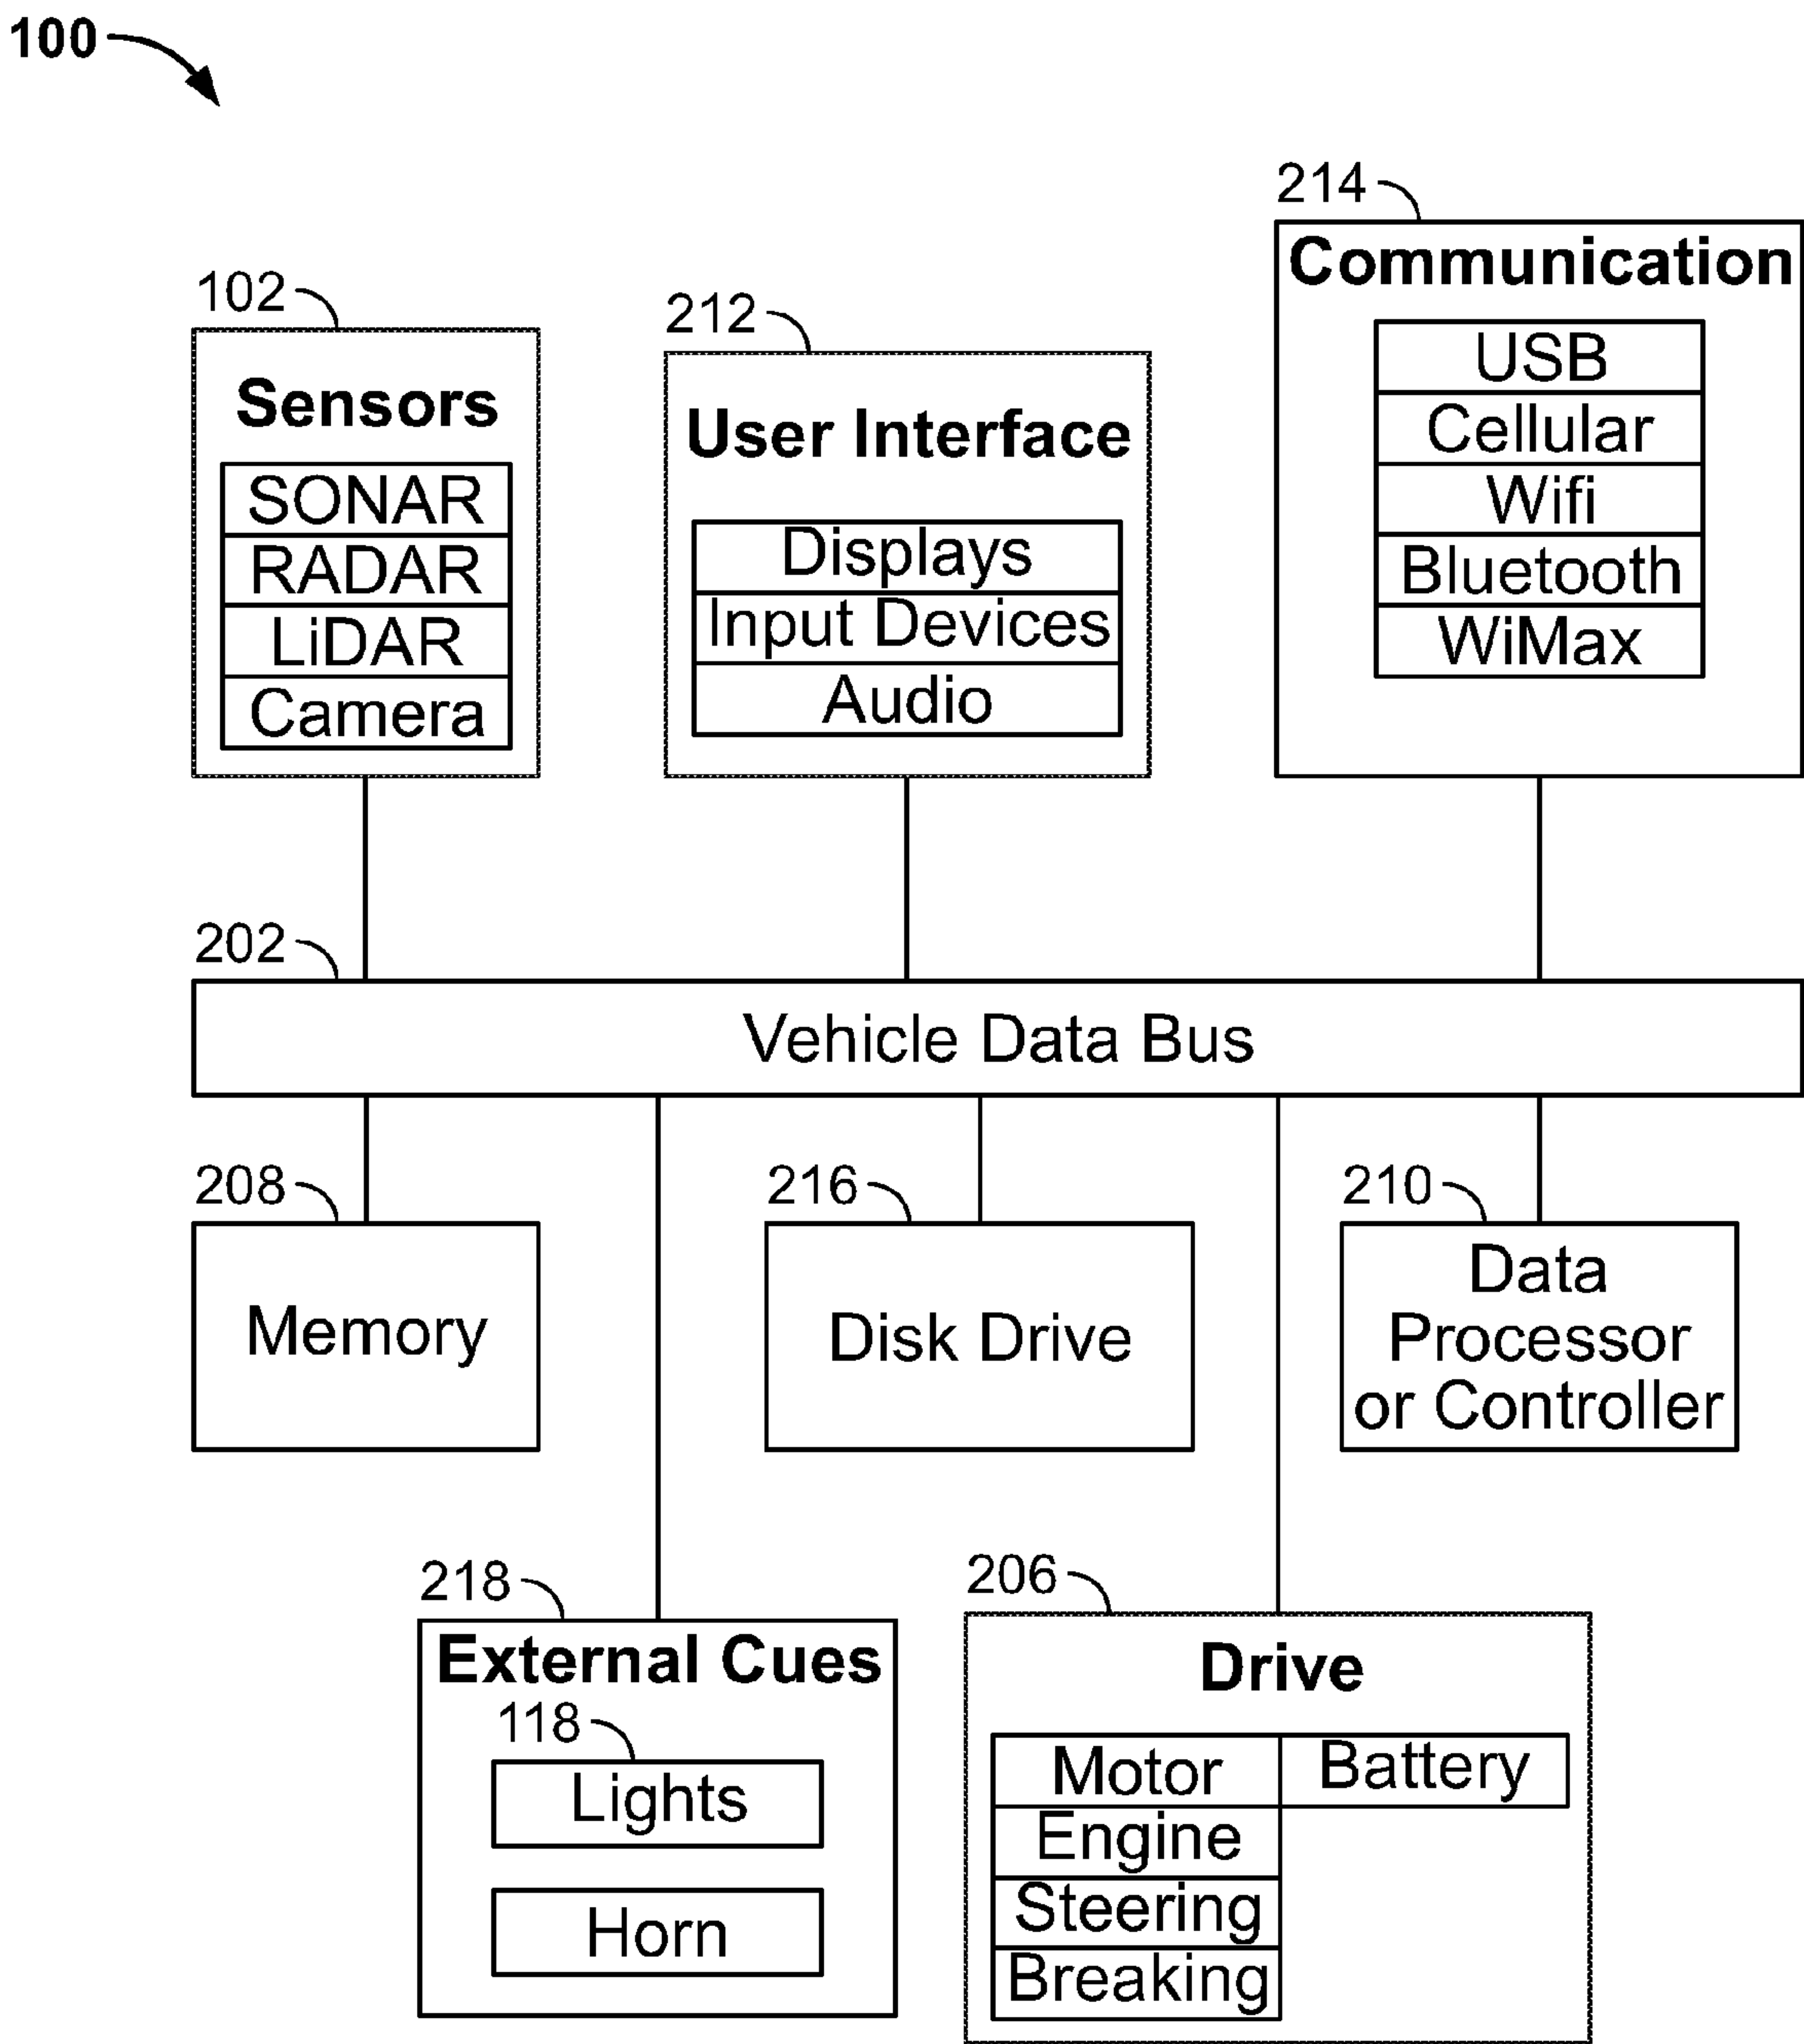 100
214
Communication
USB
Cellular
Wifi
Bluetooth
WiMax
102
Sensors
SONAR
RADAR
LiDAR
Camera
212
User Interface
Displays
Input Devices
Audio
202
Vehicle Data Bus
208
Memory
216
Disk Drive
210
Data
Processor
or Controller
218
External Cues
118
Lights
Horn
206
Drive
Motor
Battery
Engine
Steering
Breaking